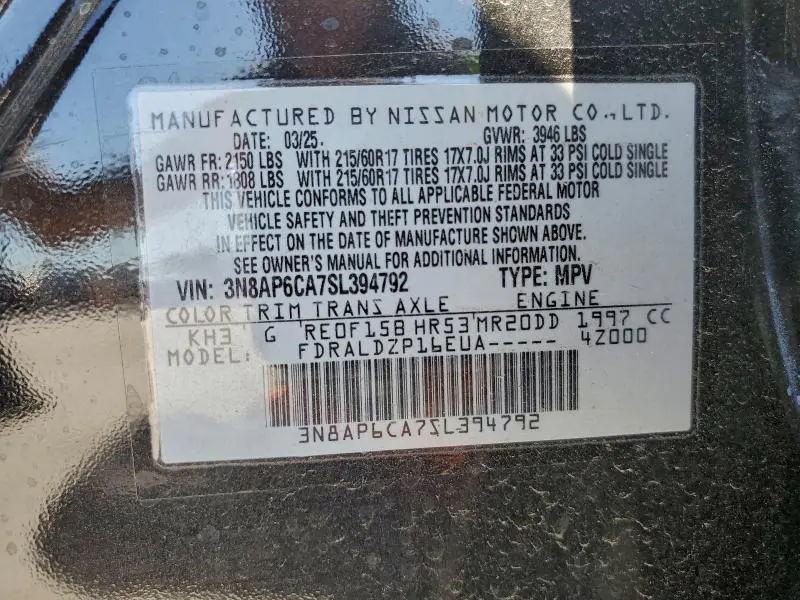 MANUFACTURED BY NISSAN MOTOR CO., LTD.
DATE: 03/25. GVWR: 3946 LBS
GAWR FR: 2150 LBS WITH 215/60R17 TIRES 17X7.0J RIMS AT 33 PSI COLD SINGLE
GAWR RR: 1808 LBS WITH 215/60R17 TIRES 17X7.0J RIMS AT 33 PSI COLD SINGLE
THIS VEHICLE CONFORMS TO ALL APPLICABLE FEDERAL MOTOR
VEHICLE SAFETY AND THEFT PREVENTION STANDARDS
IN EFFECT ON THE DATE OF MANUFACTURE SHOWN ABOVE.
SEE OWNER'S MANUAL FOR ADDITIONAL INFORMATION.
VIN: 3N8AP6CA7SL394792 TYPE: MPV
COLOR TRIM TRANS AXLE ENGINE
KH3 G RE0F15B HR53 MR20DD 1997 CC
MODEL: FDRALDZP16EUA----- 4Z000
3N8AP6CA7SL394792